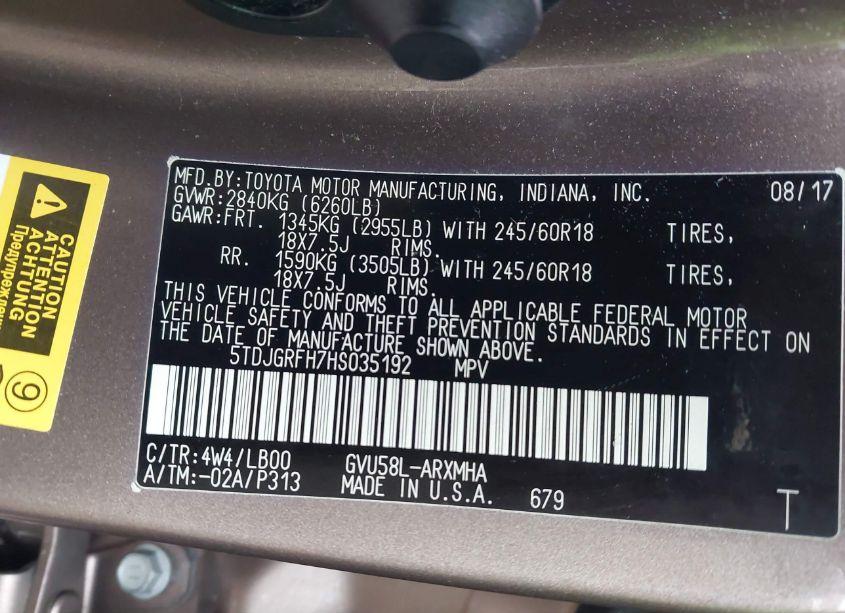 MFD. BY: TOYOTA MOTOR MANUFACTURING, INDIANA, INC. 08/17
GVWR: 2840KG (6260LB)
GAWR: FRT. 1345KG (2955LB) WITH 245/60R18 TIRES,
18X7.5J RIMS.
RR. 1590KG (3505LB) WITH 245/60R18 TIRES,
18X7.5J RIMS.
THIS VEHICLE CONFORMS TO ALL APPLICABLE FEDERAL MOTOR
VEHICLE SAFETY AND THEFT PREVENTION STANDARDS IN EFFECT ON
THE DATE OF MANUFACTURE SHOWN ABOVE.
5TDJGRFH7HS035192 MPV
C/TR: 4W4/LB00 GVU58L-ARXMHA
A/TM: -02A/P313 MADE IN U.S.A. 679
T
CAUTION
ATTENTION
ACHTUNG
9